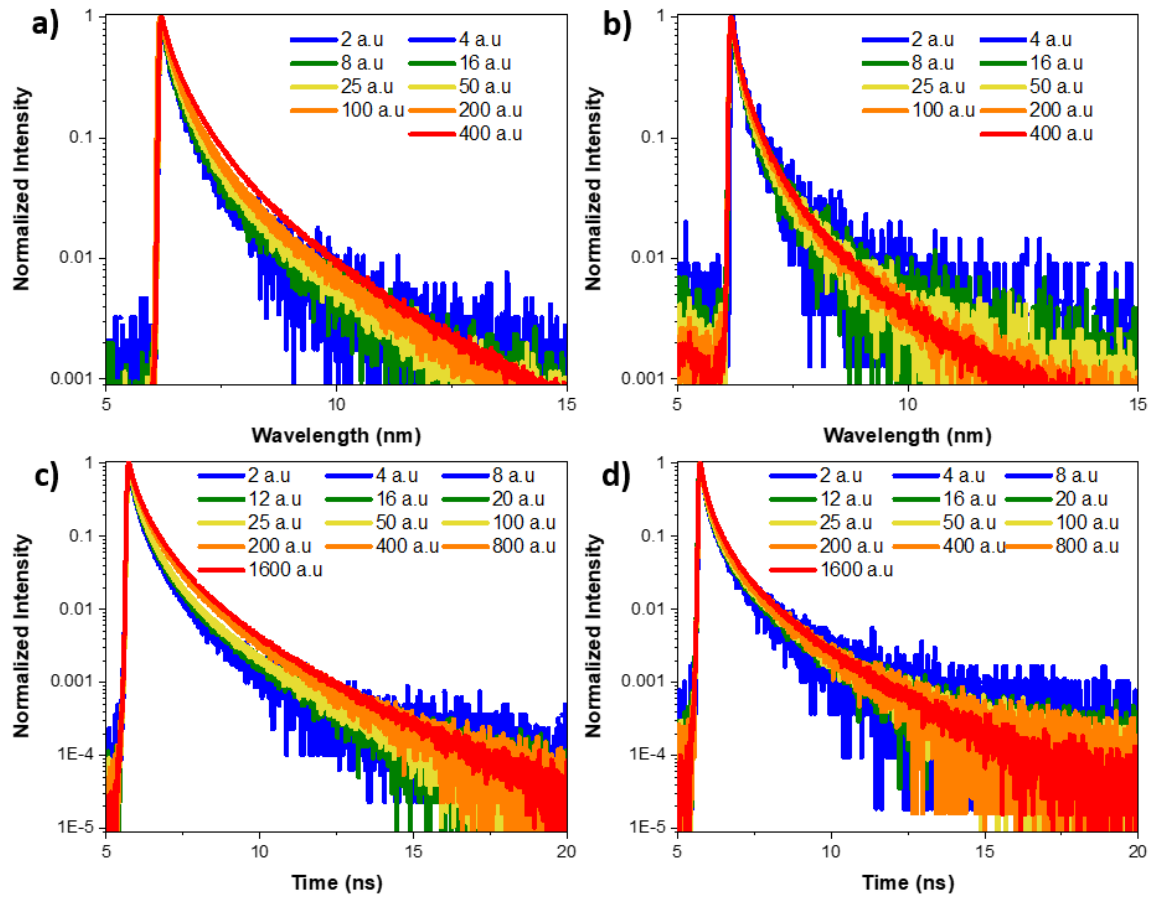 a)
Normalized Intensity
1
0.1
0.01
0.001
2 a.u 4 a.u
8 a.u 16 a.u
25 a.u 50 a.u
100 a.u 200 a.u
400 a.u
5 10 15
Wavelength (nm)
b)
Normalized Intensity
1
0.1
0.01
0.001
2 a.u 4 a.u
8 a.u 16 a.u
25 a.u 50 a.u
100 a.u 200 a.u
400 a.u
5 10 15
Wavelength (nm)
c)
Normalized Intensity
1
0.1
0.01
0.001
1E-4
1E-5
2 a.u 4 a.u 8 a.u
12 a.u 16 a.u 20 a.u
25 a.u 50 a.u 100 a.u
200 a.u 400 a.u 800 a.u
1600 a.u
5 10 15 20
Time (ns)
d)
Normalized Intensity
1
0.1
0.01
0.001
1E-4
1E-5
2 a.u 4 a.u 8 a.u
12 a.u 16 a.u 20 a.u
25 a.u 50 a.u 100 a.u
200 a.u 400 a.u 800 a.u
1600 a.u
5 10 15 20
Time (ns)